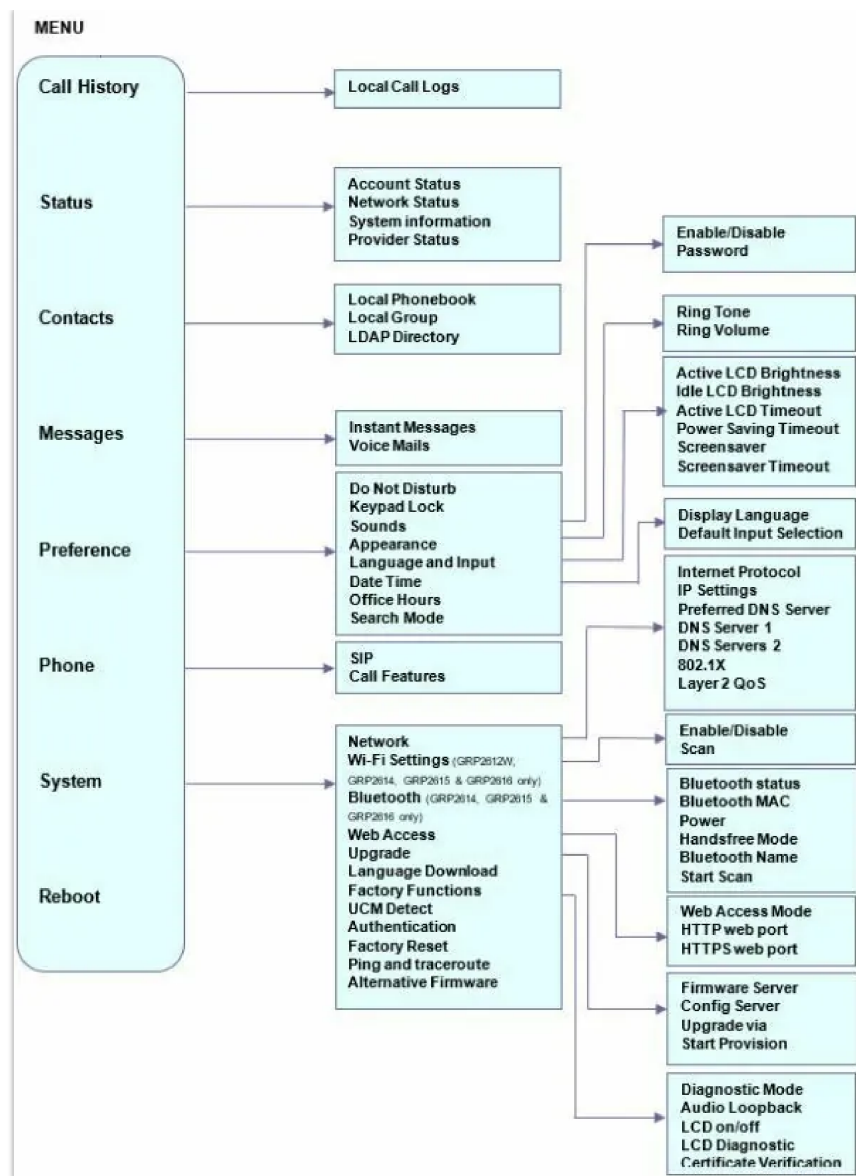 MENU
Call History
Local Call Logs
Status
Account Status
Network Status
System information
Provider Status
Enable/Disable
Password
Contacts
Local Phonebook
Local Group
LDAP Directory
Ring Tone
Ring Volume
Active LCD Brightness
Idle LCD Brightness
Active LCD Timeout
Power Saving Timeout
Screensaver
Screensaver Timeout
Messages
Instant Messages
Voice Mails
Preference
Do Not Disturb
Keypad Lock
Sounds
Appearance
Language and Input
Date Time
Office Hours
Search Mode
Display Language
Default Input Selection
Phone
SIP
Call Features
Internet Protocol
IP Settings
Preferred DNS Server
DNS Server 1
DNS Servers 2
802.1X
Layer 2 QoS
System
Network
Wi-Fi Settings (GRP2612W,
GRP2614, GRP2615 & GRP2616 only)
Bluetooth (GRP2614, GRP2615 &
GRP2616 only)
Web Access
Upgrade
Language Download
Factory Functions
UCM Detect
Authentication
Factory Reset
Ping and traceroute
Alternative Firmware
Enable/Disable
Scan
Bluetooth status
Bluetooth MAC
Power
Handsfree Mode
Bluetooth Name
Start Scan
Reboot
Web Access Mode
HTTP web port
HTTPS web port
Firmware Server
Config Server
Upgrade via
Start Provision
Diagnostic Mode
Audio Loopback
LCD on/off
LCD Diagnostic
Certificate Verification